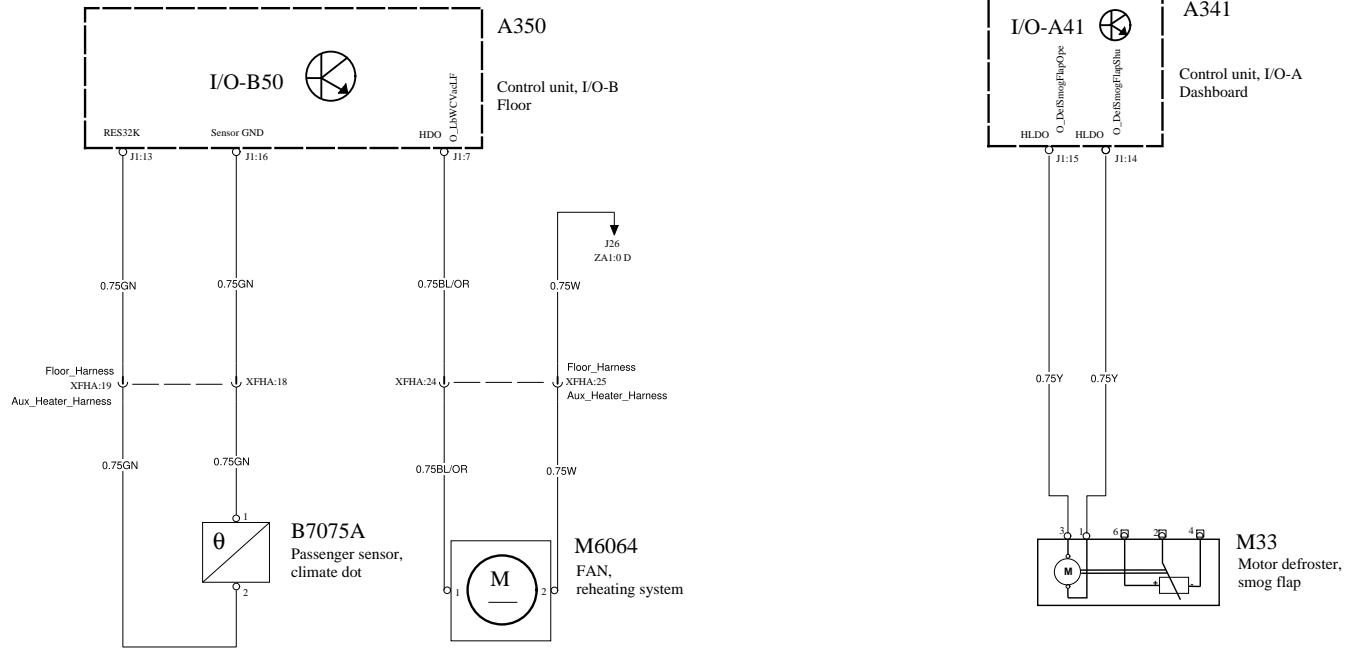 A350
I/O-B50
Control unit, I/O-B
Floor
O_LbWCVacLF
RES32K
Sensor GND
HDO
J1:13
J1:16
J1:7
J26
ZA1:0 D
0.75GN
0.75GN
0.75BL/OR
0.75W
Floor_Harness
XFHA:19
XFHA:18
Aux_Heater_Harness
XFHA:24
Floor_Harness
XFHA:25
Aux_Heater_Harness
0.75GN
0.75GN
0.75BL/OR
0.75W
1
θ
2
B7075A
Passenger sensor,
climate dot
1
M
2
M6064
FAN,
reheating system
A341
I/O-A41
Control unit, I/O-A
Dashboard
O_DefSmogFlapOpe
O_DefSmogFlapShu
HLDO
HLDO
J1:15
J1:14
0.75Y
0.75Y
3
1
6
2
4
M
+
-
M33
Motor defroster,
smog flap